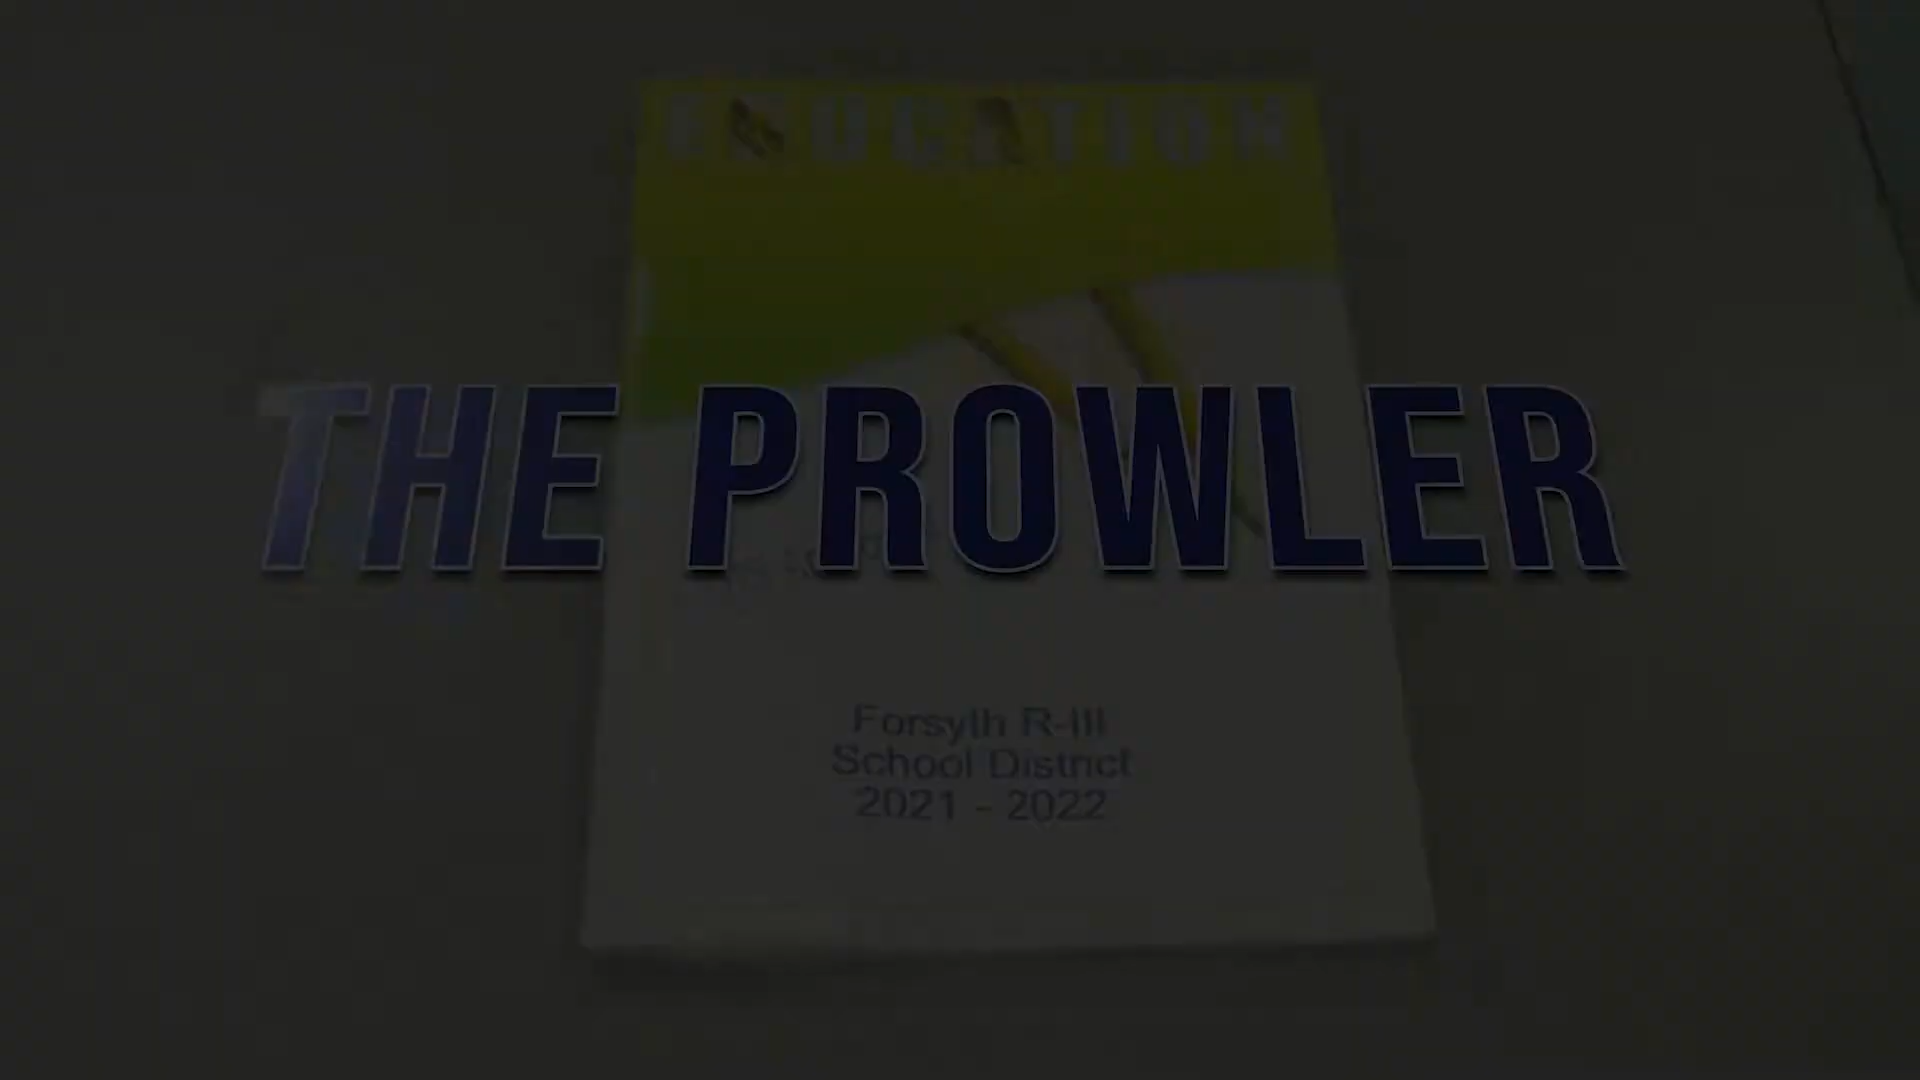 EDUCATION
THE PROWLER
Forsyth R-III
School District
2021 - 2022